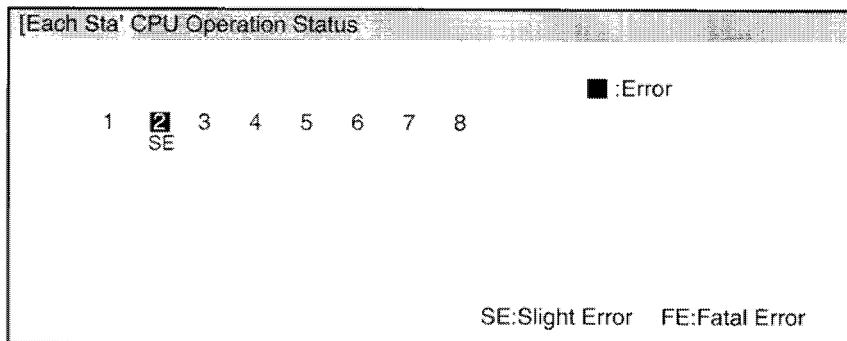 [Each Sta' CPU Operation Status
■ :Error
1 2 3 4 5 6 7 8
SE
SE:Slight Error FE:Fatal Error